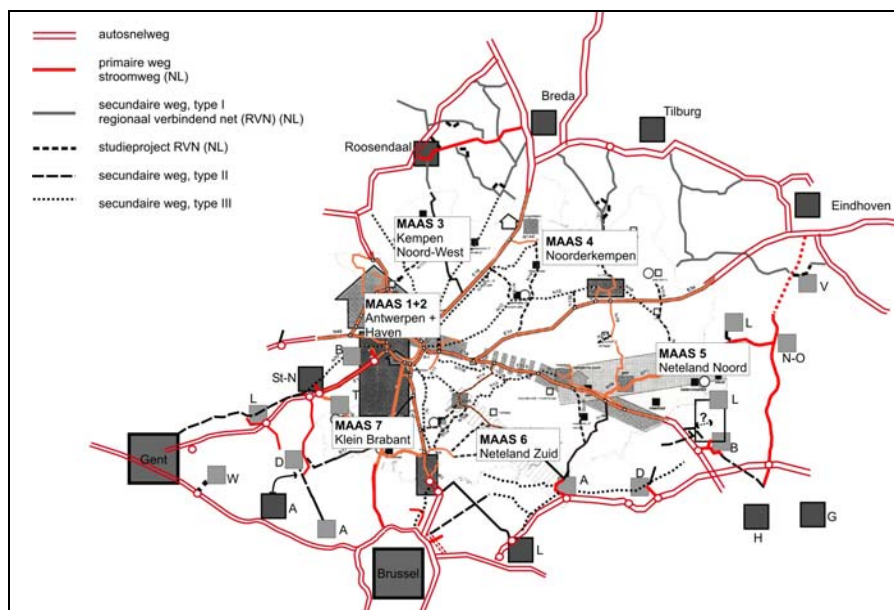 autosnelweg
primaire weg
stroomweg (NL)
secundaire weg, type I
regionaal verbindend net (RVN) (NL)
studieproject RVN (NL)
secundaire weg, type II
secundaire weg, type III
Breda
Tilburg
Roosendaal
Eindhoven
MAAS 3
Kempen
Noord-West
MAAS 4
Noorderkempen
V
MAAS 1+2
Antwerpen +
Haven
L
B
MAAS 5
Neteland Noord
N-O
St-N
L
T
L
?
MAAS 7
Klein Brabant
MAAS 6
Neteland Zuid
B
Gent
D
W
A
D
A
A
G
H
L
Brussel